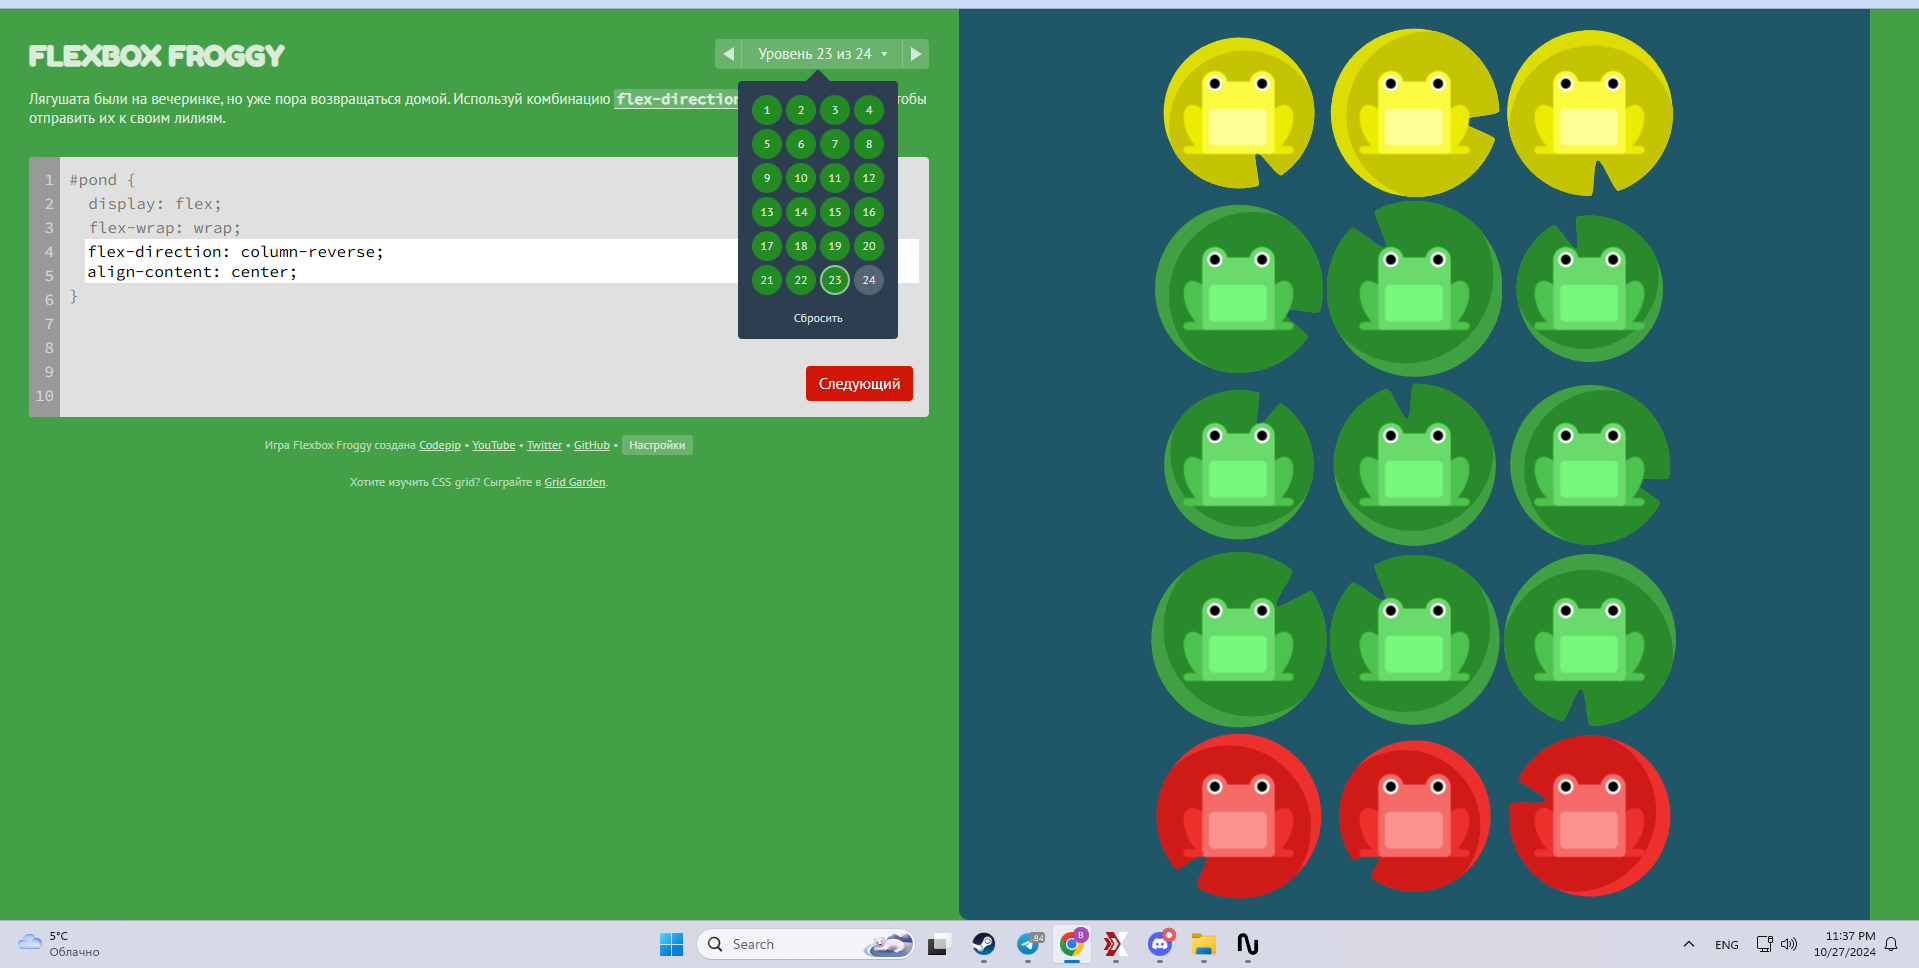 FLEXBOX FROGGY
Уровень 23 из 24
Лягушата были на вечеринке, но уже пора возвращаться домой. Используй комбинацию flex-direction тобы
отправить их к своим лилиям.
1 2 3 4
5 6 7 8
9 10 11 12
13 14 15 16
17 18 19 20
21 22 23 24
Сбросить
1 #pond {
2 display: flex;
3 flex-wrap: wrap;
4 flex-direction: column-reverse;
5 align-content: center;
6 }
7
8
9
10
Следующий
Игра Flexbox Froggy создана Codepip • YouTube • Twitter • GitHub • Настройки
Хотите изучить CSS grid? Сыграйте в Grid Garden.
5°C
Облачно
Search
84
B
ENG
11:37 PM
10/27/2024